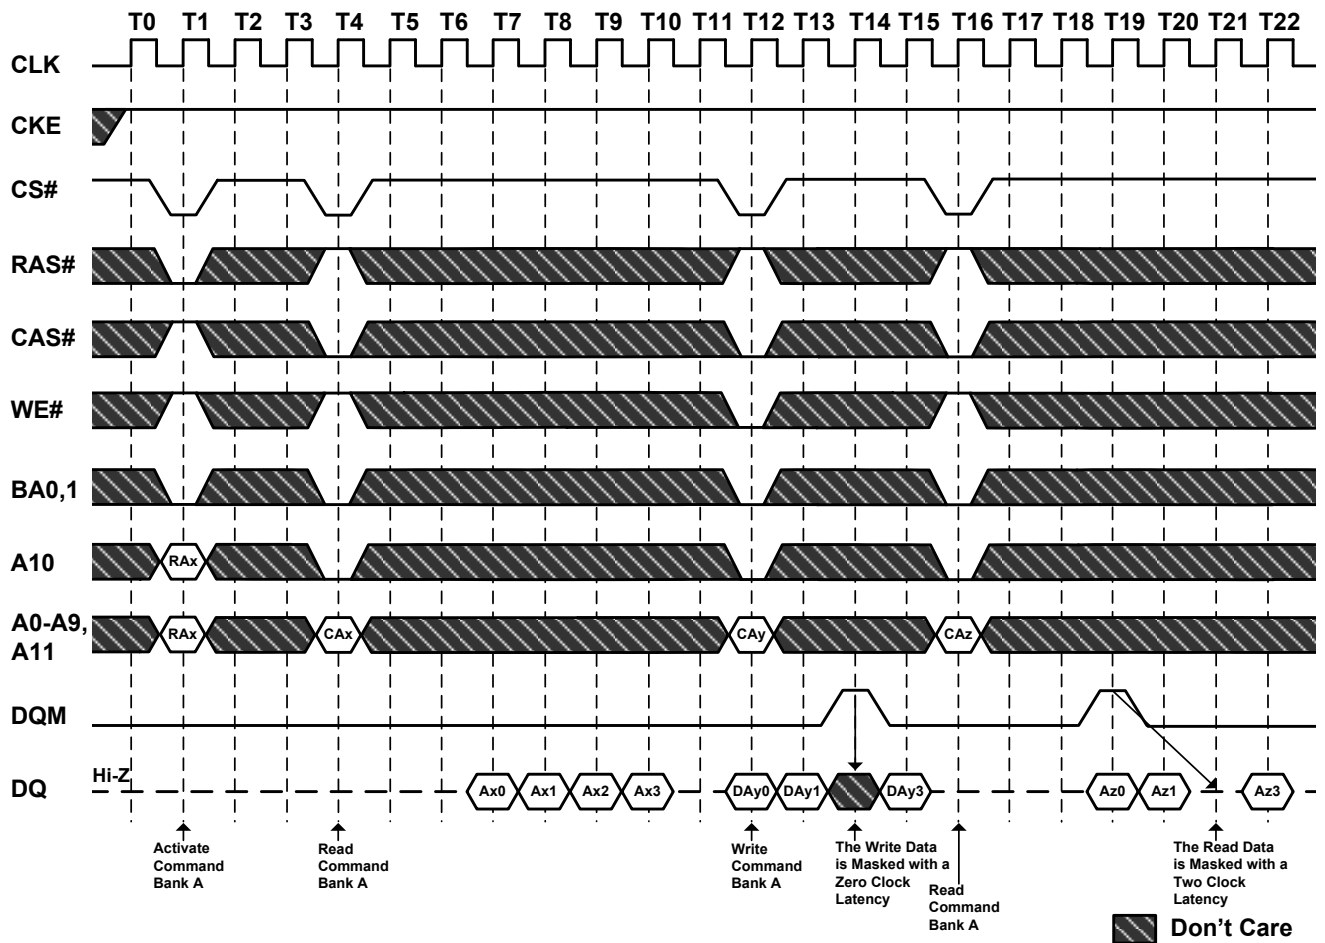 T0 T1 T2 T3 T4 T5 T6 T7 T8 T9 T10 T11 T12 T13 T14 T15 T16 T17 T18 T19 T20 T21 T22
CLK
CKE
CS#
RAS#
CAS#
WE#
BA0,1
A10 RAx
A0-A9, RAx CAx CAy CAz
A11
DQM
Hi-Z
DQ Ax0 Ax1 Ax2 Ax3 DAy0 DAy1 DAy3 Az0 Az1 Az3
Activate
Command
Bank A
Read
Command
Bank A
Write
Command
Bank A
The Write Data
is Masked with a
Zero Clock
Latency
Read
Command
Bank A
The Read Data
is Masked with a
Two Clock
Latency
Don't Care